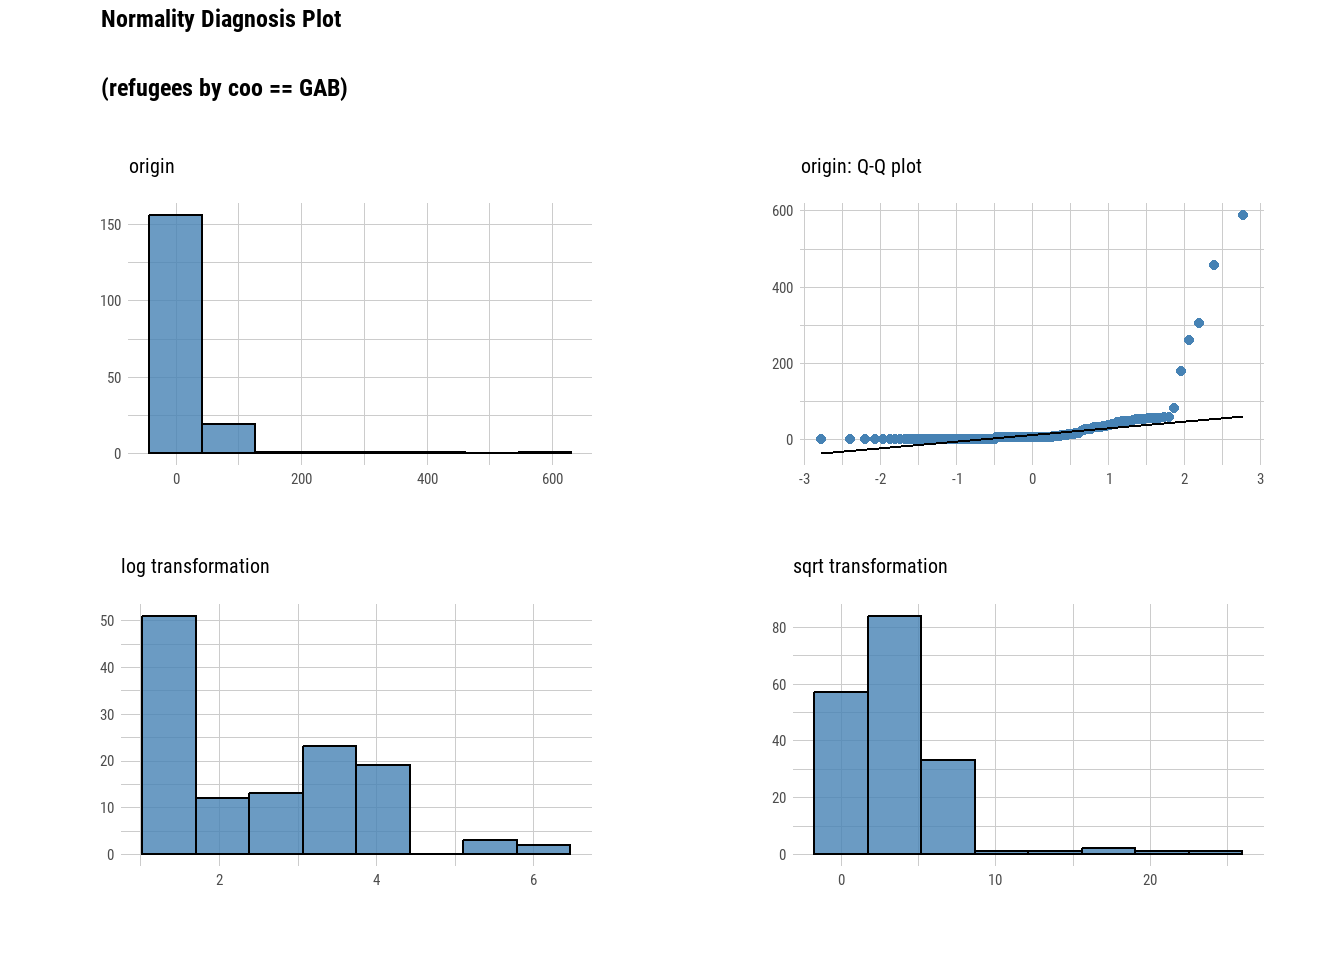 Normality Diagnosis Plot
(refugees by coo == GAB)
origin
150
100
50
0
0 200 400 600
origin: Q-Q plot
600
400
200
0
-3 -2 -1 0 1 2 3
log transformation
50
40
30
20
10
0
2 4 6
sqrt transformation
80
60
40
20
0
0 10 20